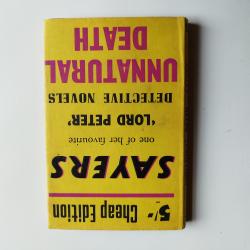 5/- Cheap Edition
SAYERS
one of her favourite
'LORD PETER'
DETECTIVE NOVELS
UNNATURAL
DEATH